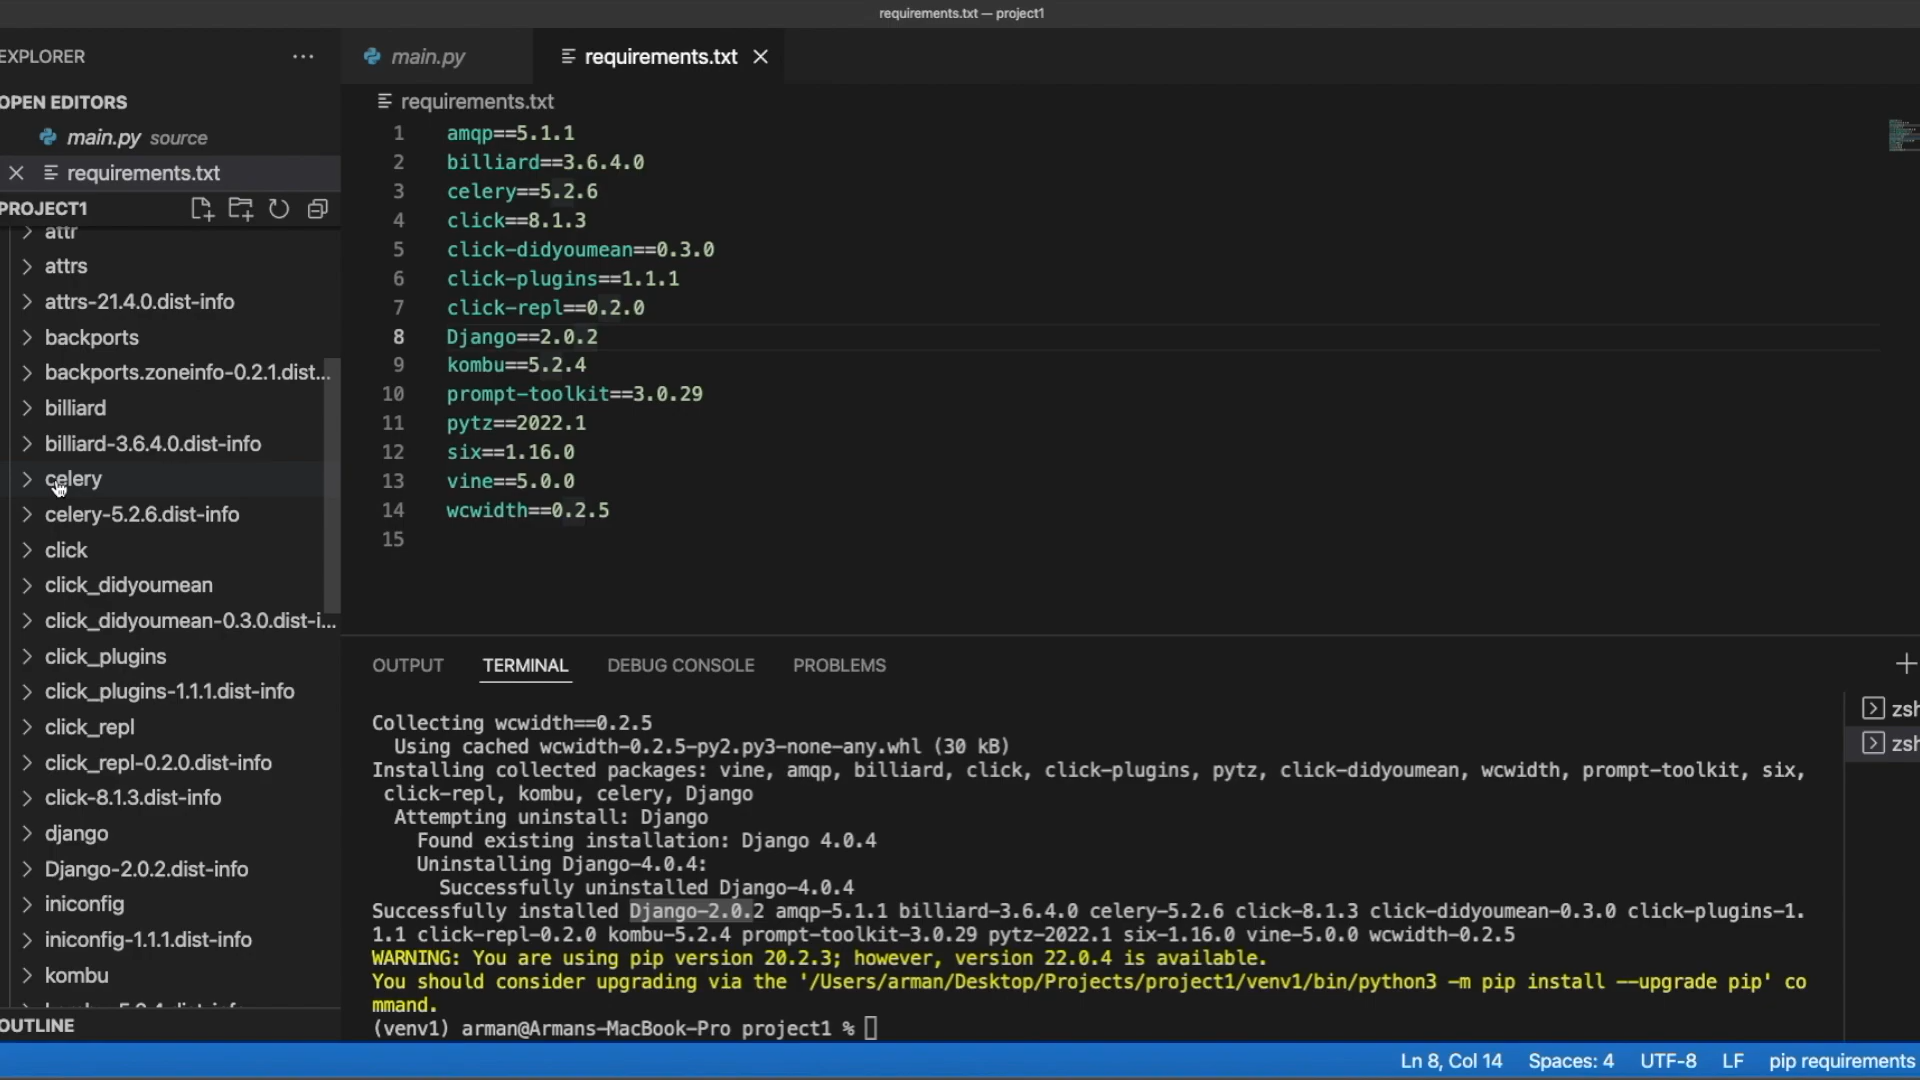 requirements.txt — project1
EXPLORER
OPEN EDITORS
main.py source
requirements.txt
PROJECT1
attr
attrs
attrs-21.4.0.dist-info
backports
backports.zoneinfo-0.2.1.dist...
billiard
billiard-3.6.4.0.dist-info
celery
celery-5.2.6.dist-info
click
click_didyoumean
click_didyoumean-0.3.0.dist-i...
click_plugins
click_plugins-1.1.1.dist-info
click_repl
click_repl-0.2.0.dist-info
click-8.1.3.dist-info
django
Django-2.0.2.dist-info
iniconfig
iniconfig-1.1.1.dist-info
kombu
OUTLINE
main.py
requirements.txt
requirements.txt
1 amqp==5.1.1
2 billiard==3.6.4.0
3 celery==5.2.6
4 click==8.1.3
5 click-didyoumean==0.3.0
6 click-plugins==1.1.1
7 click-repl==0.2.0
8 Django==2.0.2
9 kombu==5.2.4
10 prompt-toolkit==3.0.29
11 pytz==2022.1
12 six==1.16.0
13 vine==5.0.0
14 wcwidth==0.2.5
15
OUTPUT TERMINAL DEBUG CONSOLE PROBLEMS
Collecting wcwidth==0.2.5
Using cached wcwidth-0.2.5-py2.py3-none-any.whl (30 kB)
Installing collected packages: vine, amqp, billiard, click, click-plugins, pytz, click-didyoumean, wcwidth, prompt-toolkit, six,
click-repl, kombu, celery, Django
Attempting uninstall: Django
Found existing installation: Django 4.0.4
Uninstalling Django-4.0.4:
Successfully uninstalled Django-4.0.4
Successfully installed Django-2.0.2 amqp-5.1.1 billiard-3.6.4.0 celery-5.2.6 click-8.1.3 click-didyoumean-0.3.0 click-plugins-1.
1.1 click-repl-0.2.0 kombu-5.2.4 prompt-toolkit-3.0.29 pytz-2022.1 six-1.16.0 vine-5.0.0 wcwidth-0.2.5
WARNING: You are using pip version 20.2.3; however, version 22.0.4 is available.
You should consider upgrading via the '/Users/arman/Desktop/Projects/project1/venv1/bin/python3 -m pip install --upgrade pip' co
mmand.
(venv1) arman@Armans-MacBook-Pro project1 %
zsh
zsh
Ln 8, Col 14 Spaces: 4 UTF-8 LF pip requirements